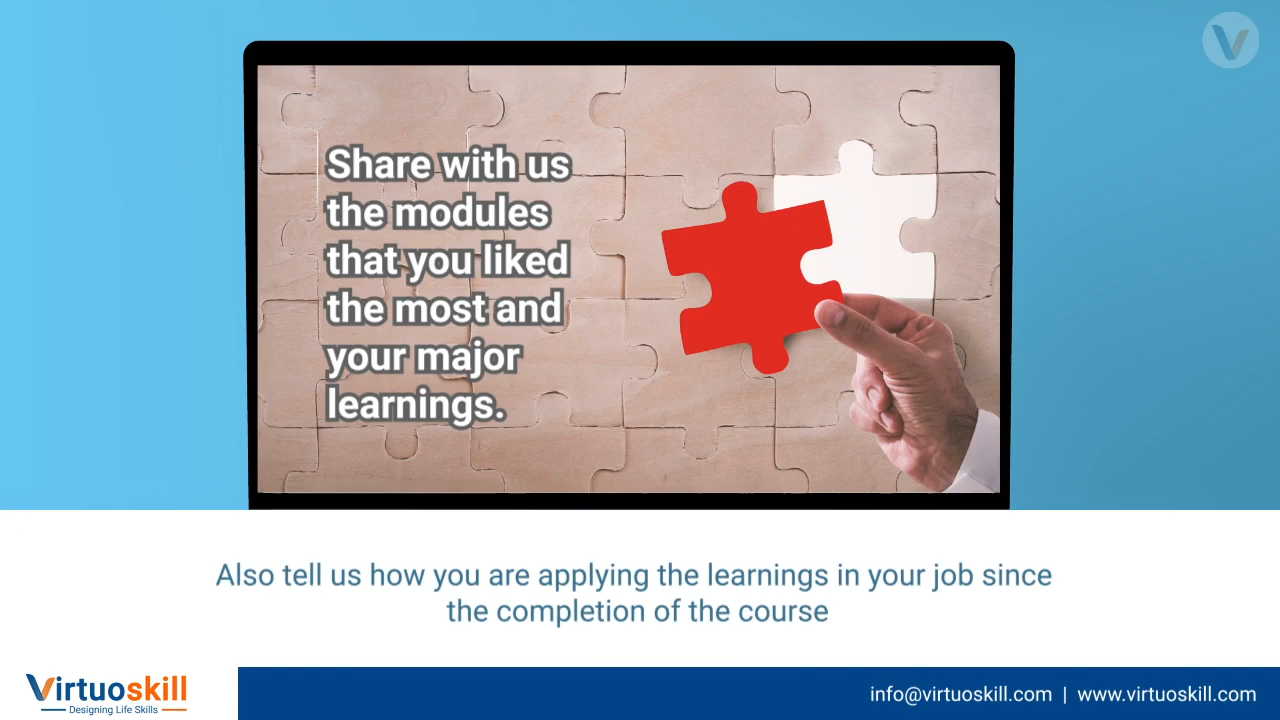 Share with us
the modules
that you liked
the most and
your major
learnings.
Also tell us how you are applying the learnings in your job since
the completion of the course
Virtuoskill
Designing Life Skills
info@virtuoskill.com | www.virtuoskill.com